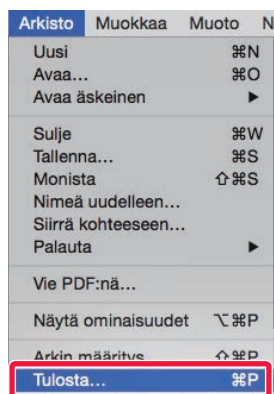 Arkisto Muokkaa Muoto N
Uusi ⌘N
Avaa... ⌘O
Avaa äskeinen ▶
Sulje ⌘W
Tallenna... ⌘S
Monista ⇧⌘S
Nimeä uudelleen...
Siirrä kohteeseen...
Palauta ▶
Vie PDF:nä...
Näytä ominaisuudet ⌥⌘P
Arkin määritys... ⇧⌘P
Tulosta... ⌘P